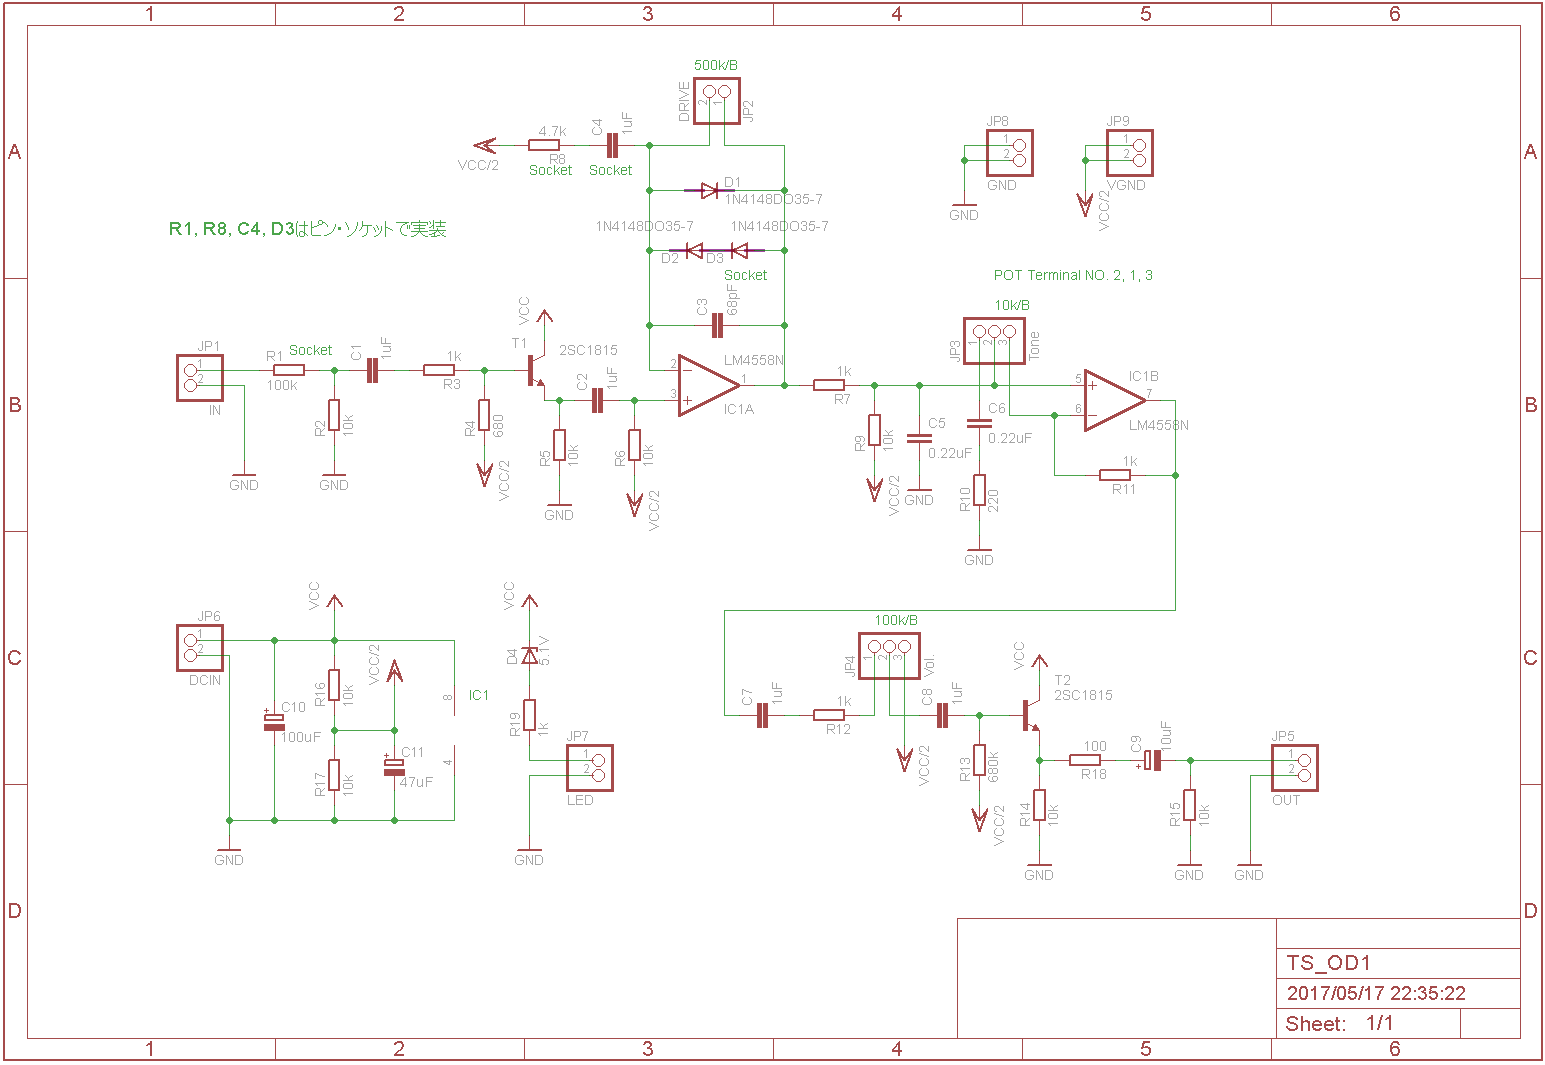 1 2 3 4 5 6
A
B
C
D
A
B
C
D
1 2 3 4 5 6
500k/B
DRIVE
2
1
JP2
4.7k
R8
Socket
VCC/2
C4
1uF
Socket
D1
1N4148DO35-7
1N4148DO35-7
1N4148DO35-7
D2
D3
Socket
C3
68pF
JP8
1
2
GND
GND
JP9
1
2
VGND
VCC/2
R1, R8, C4, D3はピン・ソケットで実装
POT Terminal NO. 2, 1, 3
JP1
1
2
IN
GND
R1
Socket
100k
R2
10k
GND
C1
1uF
1k
R3
R4
680
VCC/2
VCC
T1
2SC1815
R5
10k
GND
C2
1uF
R6
10k
VCC/2
2
3
1
LM4558N
IC1A
1k
R7
R9
10k
VCC/2
C5
0.22uF
GND
10k/B
JP3
1
2
3
Tone
C6
0.22uF
R10
220
GND
5
6
7
IC1B
LM4558N
1k
R11
JP6
1
2
DCIN
GND
C10
100uF
VCC
R16
10k
R17
10k
VCC/2
C11
47uF
8
4
IC1
VCC
D4
5.1V
R19
1k
JP7
1
2
LED
GND
C7
1uF
1k
R12
100k/B
JP4
1
2
3
Vol.
VCC/2
C8
1uF
R13
680k
VCC/2
VCC
T2
2SC1815
R14
10k
GND
100
R18
C9
10uF
R15
10k
GND
JP5
1
2
OUT
GND
TS_OD1
2017/05/17 22:35:22
Sheet: 1/1